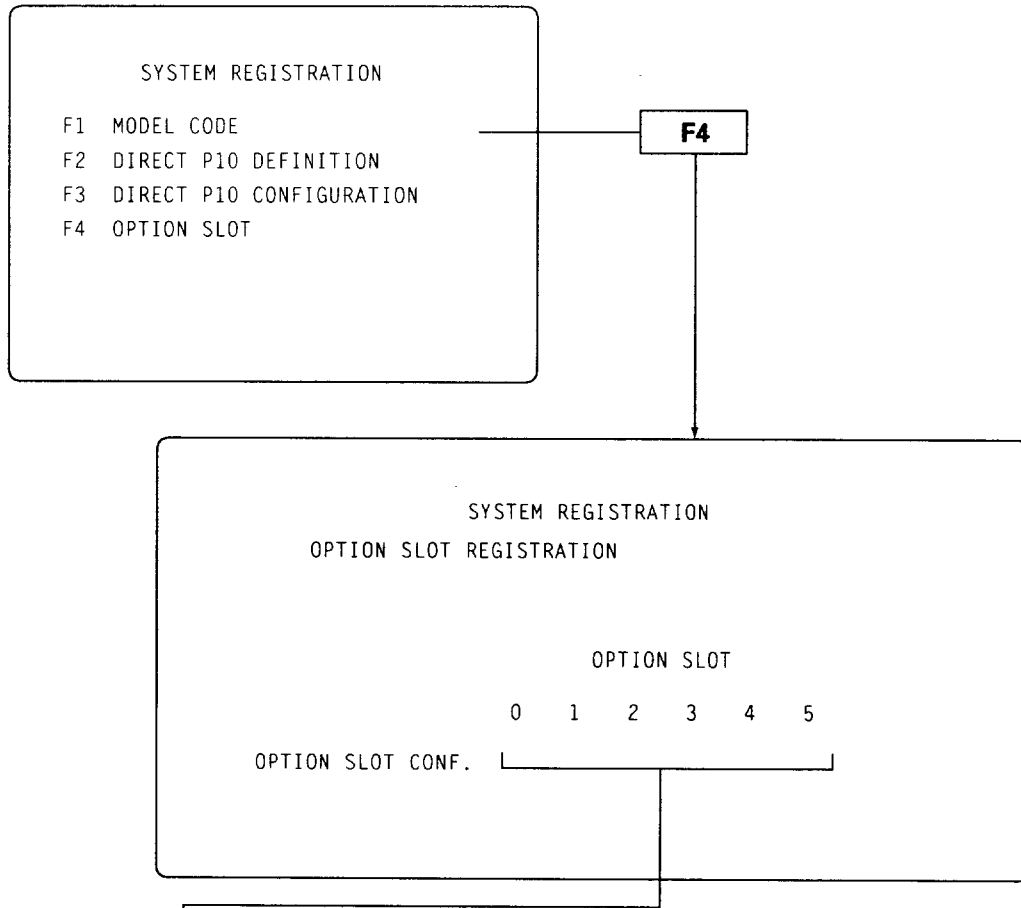 SYSTEM REGISTRATION
F1 MODEL CODE
F2 DIRECT P10 DEFINITION
F3 DIRECT P10 CONFIGURATION
F4 OPTION SLOT
F4
SYSTEM REGISTRATION
OPTION SLOT REGISTRATION
OPTION SLOT
0 1 2 3 4 5
OPTION SLOT CONF.